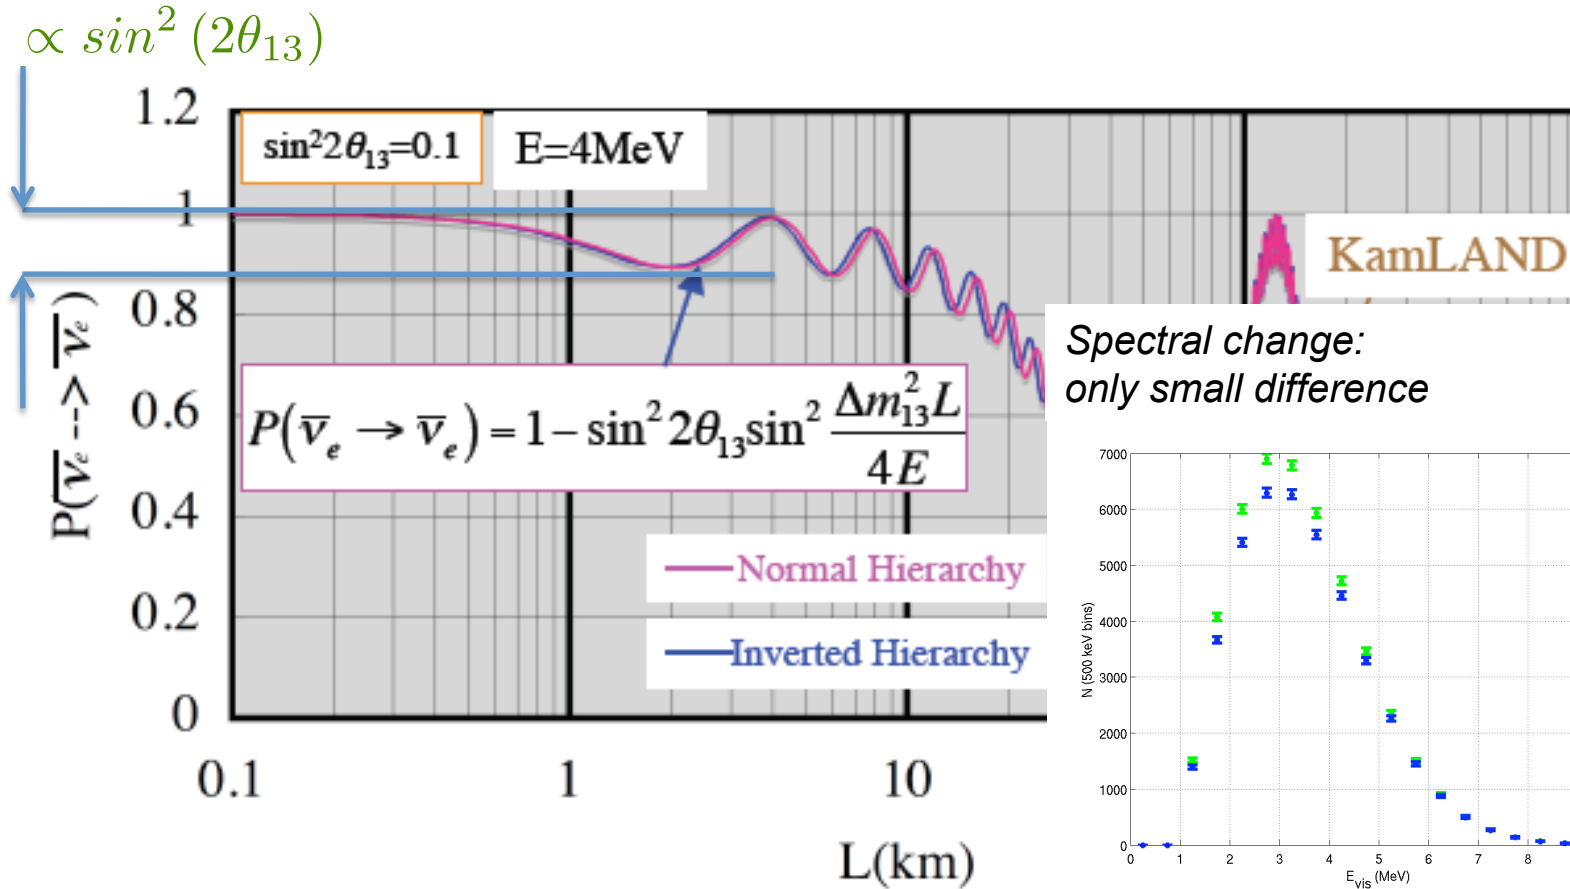 ∝ sin² (2θ₁₃)
1.2
sin²2θ₁₃=0.1
E=4MeV
1
KamLAND
0.8
Spectral change:
only small difference
P(ν̅ₑ --> ν̅ₑ)
0.6
P(ν̅ₑ → ν̅ₑ) = 1 − sin² 2θ₁₃ sin² Δm²₁₃L / 4E
0.4
Normal Hierarchy
0.2
Inverted Hierarchy
0
0.1
1
10
L(km)
7000
6000
5000
4000
3000
2000
1000
0
N (500 keV bins)
0 1 2 3 4 5 6 7 8
E_vis (MeV)